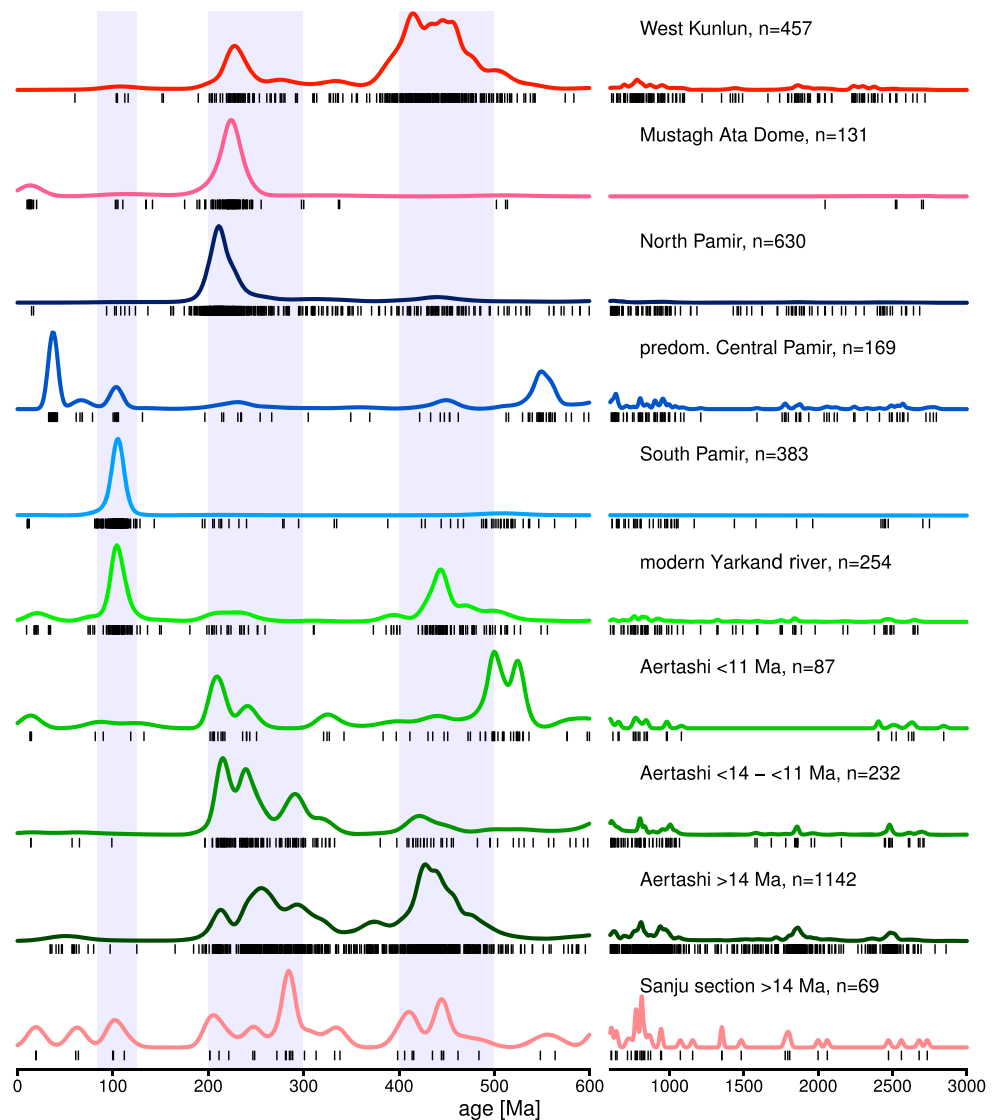 West Kunlun, n=457
Mustagh Ata Dome, n=131
North Pamir, n=630
predom. Central Pamir, n=169
South Pamir, n=383
modern Yarkand river, n=254
Aertashi <11 Ma, n=87
Aertashi <14 – <11 Ma, n=232
Aertashi >14 Ma, n=1142
Sanju section >14 Ma, n=69
0 100 200 300 400 500 600 1000 1500 2000 2500 3000
age [Ma]